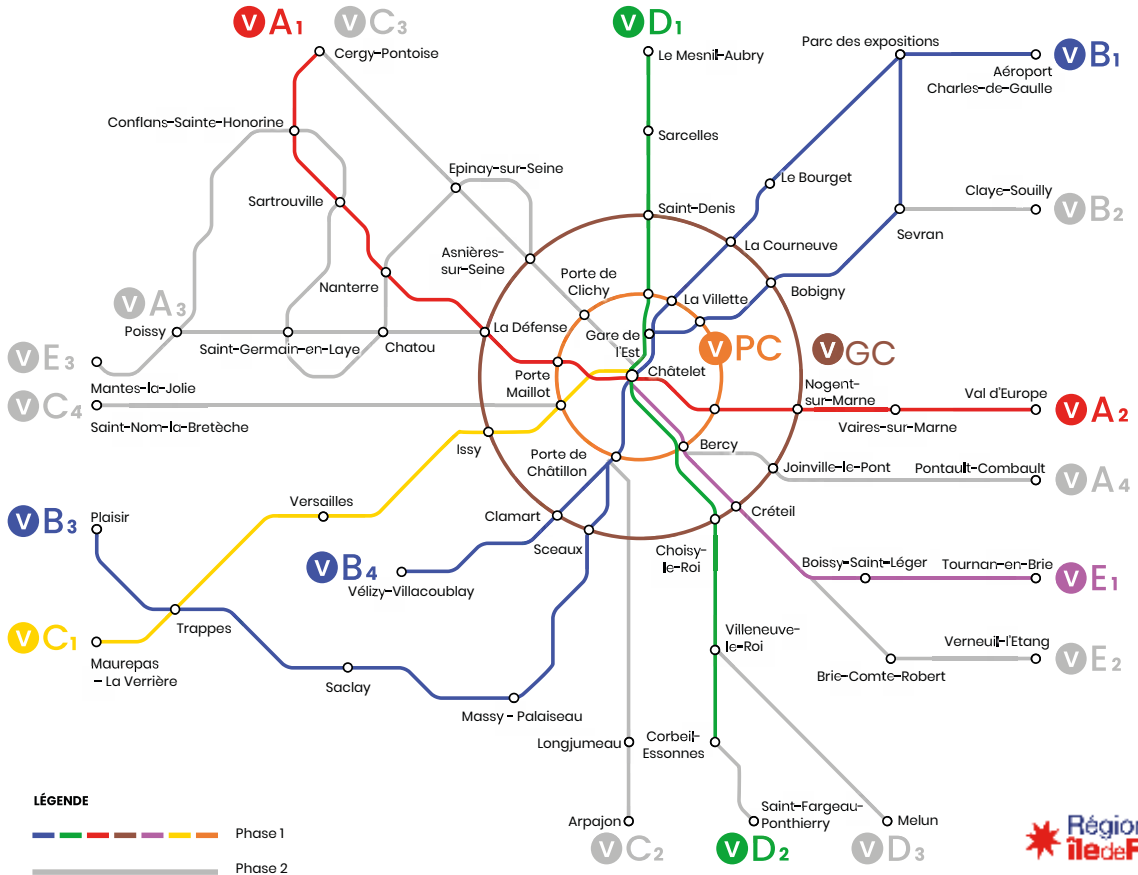 V A1
V C3
V D1
Cergy-Pontoise
Le Mesnil-Aubry
Parc des expositions
V B1
Aéroport
Charles-de-Gaulle
Conflans-Sainte-Honorine
Sarcelles
Epinay-sur-Seine
Le Bourget
Claye-Souilly
V B2
Sartrouville
Saint-Denis
Sevran
La Courneuve
Asnières-
sur-Seine
Nanterre
Porte de
Clichy
La Villette
Bobigny
V A3
Poissy
Saint-Germain-en-Laye
Chatou
La Défense
Gare de
l'Est
V PC
V GC
V E3
Mantes-la-Jolie
Porte
Maillot
Châtelet
Nogent-
sur-Marne
Val d'Europe
V A2
V C4
Saint-Nom-la-Bretèche
Vaires-sur-Marne
Issy
Bercy
Porte de
Châtillon
Joinville-le-Pont
Pontault-Combault
V A4
Versailles
V B3
Plaisir
Clamart
Sceaux
Créteil
Choisy-
le-Roi
V B4
Vélizy-Villacoublay
Boissy-Saint-Léger
Tournan-en-Brie
V E1
V C1
Trappes
Villeneuve-
le-Roi
Verneuil-l'Etang
V E2
Maurepas
- La Verrière
Saclay
Brie-Comte-Robert
Massy - Palaiseau
Longjumeau
Corbeil-
Essonnes
LÉGENDE
Phase 1
Phase 2
Arpajon
Saint-Fargeau-
Ponthierry
Melun
V C2
V D2
V D3
Région
îledeF